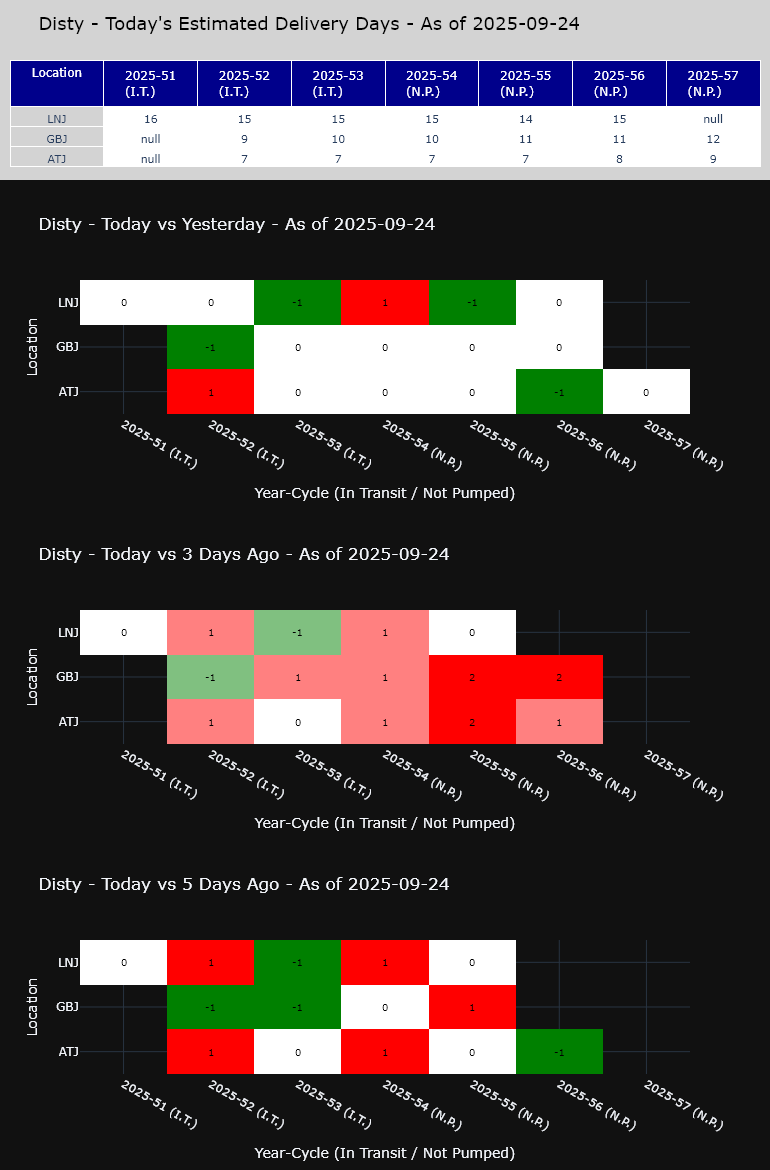 Disty - Today's Estimated Delivery Days - As of 2025-09-24
Location 2025-51 (I.T.) 2025-52 (I.T.) 2025-53 (I.T.) 2025-54 (N.P.) 2025-55 (N.P.) 2025-56 (N.P.) 2025-57 (N.P.)
LNJ 16 15 15 15 14 15 null
GBJ null 9 10 10 11 11 12
ATJ null 7 7 7 7 8 9
Disty - Today vs Yesterday - As of 2025-09-24
Location
LNJ 0 0 -1 1 -1 0
GBJ -1 0 0 0 0
ATJ 1 0 0 0 -1 0
2025-51 (I.T.) 2025-52 (I.T.) 2025-53 (I.T.) 2025-54 (N.P.) 2025-55 (N.P.) 2025-56 (N.P.) 2025-57 (N.P.)
Year-Cycle (In Transit / Not Pumped)
Disty - Today vs 3 Days Ago - As of 2025-09-24
Location
LNJ 0 1 -1 1 0
GBJ -1 1 1 2 2
ATJ 1 0 1 2 1
2025-51 (I.T.) 2025-52 (I.T.) 2025-53 (I.T.) 2025-54 (N.P.) 2025-55 (N.P.) 2025-56 (N.P.) 2025-57 (N.P.)
Year-Cycle (In Transit / Not Pumped)
Disty - Today vs 5 Days Ago - As of 2025-09-24
Location
LNJ 0 1 -1 1 0
GBJ -1 -1 0 1
ATJ 1 0 1 0 -1
2025-51 (I.T.) 2025-52 (I.T.) 2025-53 (I.T.) 2025-54 (N.P.) 2025-55 (N.P.) 2025-56 (N.P.) 2025-57 (N.P.)
Year-Cycle (In Transit / Not Pumped)